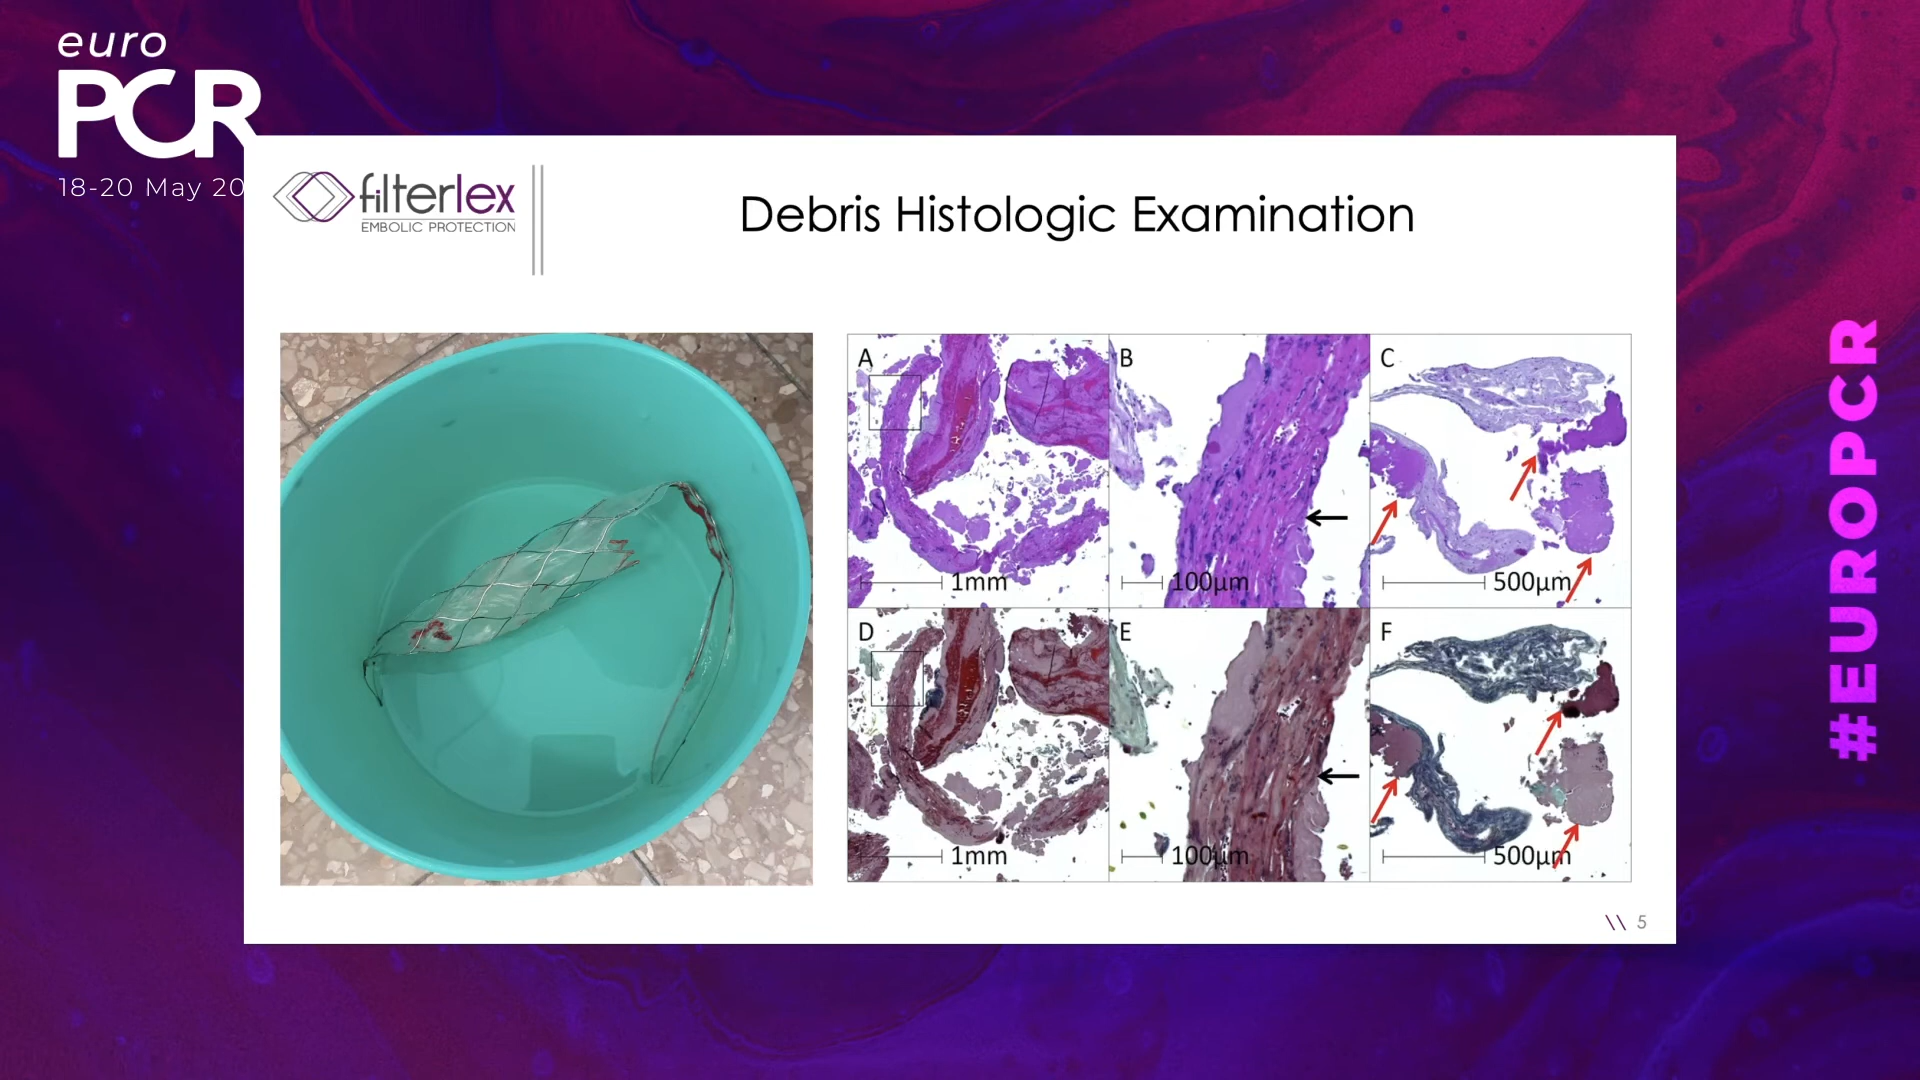 euro
PCR
18-20 May 20
filterlex
EMBOLIC PROTECTION
Debris Histologic Examination
A
B
C
1mm
100µm
500µm
D
E
F
1mm
100µm
500µm
\\ 5
#EUROPCR